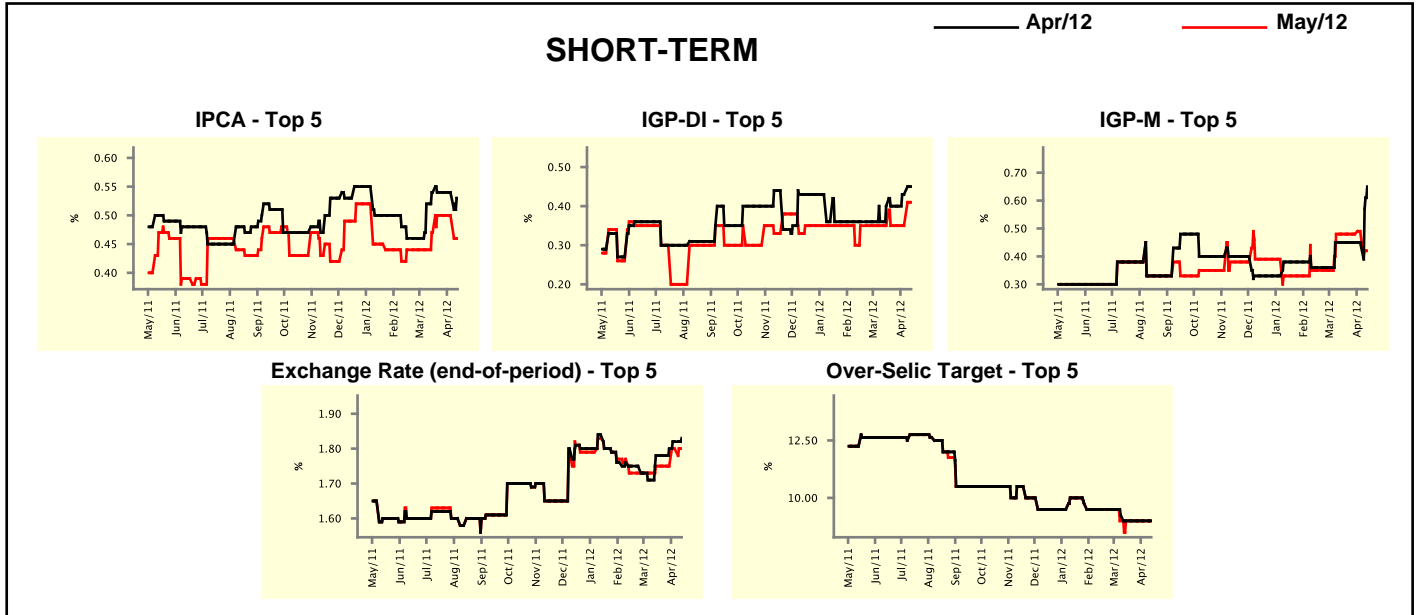 Apr/12 May/12
SHORT-TERM
IPCA - Top 5
0.60
0.55
0.50
0.45
0.40
%
May/11 Jun/11 Jul/11 Aug/11 Sep/11 Oct/11 Nov/11 Dec/11 Jan/12 Feb/12 Mar/12 Apr/12
IGP-DI - Top 5
0.50
0.40
0.30
0.20
%
May/11 Jun/11 Jul/11 Aug/11 Sep/11 Oct/11 Nov/11 Dec/11 Jan/12 Feb/12 Mar/12 Apr/12
IGP-M - Top 5
0.70
0.60
0.50
0.40
0.30
%
May/11 Jun/11 Jul/11 Aug/11 Sep/11 Oct/11 Nov/11 Dec/11 Jan/12 Feb/12 Mar/12 Apr/12
Exchange Rate (end-of-period) - Top 5
1.90
1.80
1.70
1.60
%
May/11 Jun/11 Jul/11 Aug/11 Sep/11 Oct/11 Nov/11 Dec/11 Jan/12 Feb/12 Mar/12 Apr/12
Over-Selic Target - Top 5
12.50
10.00
%
May/11 Jun/11 Jul/11 Aug/11 Sep/11 Oct/11 Nov/11 Dec/11 Jan/12 Feb/12 Mar/12 Apr/12